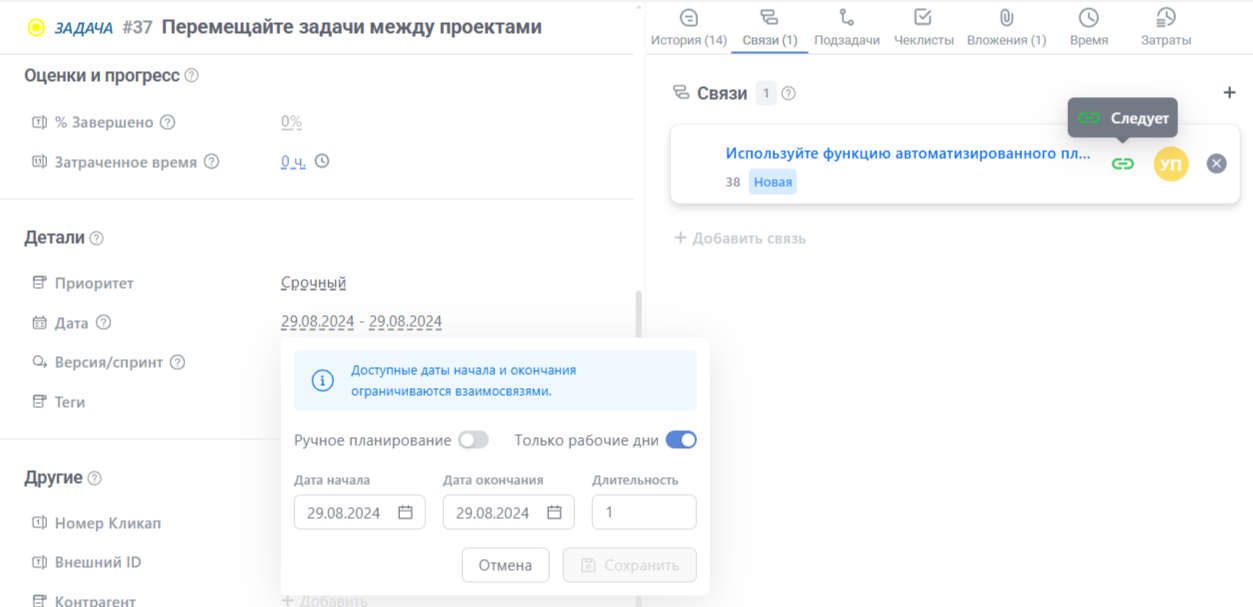 ЗАДАЧА #37 Перемещайте задачи между проектами
Оценки и прогресс
% Завершено 0%
Затраченное время 0 ч.
Детали
Приоритет Срочный
Дата 29.08.2024 - 29.08.2024
Версия/спринт
Теги
Доступные даты начала и окончания
ограничиваются взаимосвязями.
Ручное планирование Только рабочие дни
Дата начала Дата окончания Длительность
29.08.2024 29.08.2024 1
Отмена Сохранить
Другие
Номер Кликап
Внешний ID
Контрагент + Добавить
История (14) Связи (1) Подзадачи Чеклисты Вложения (1) Время Затраты
Связи 1 +
Следует
Используйте функцию автоматизированного пл...
УП
38 Новая
+ Добавить связь